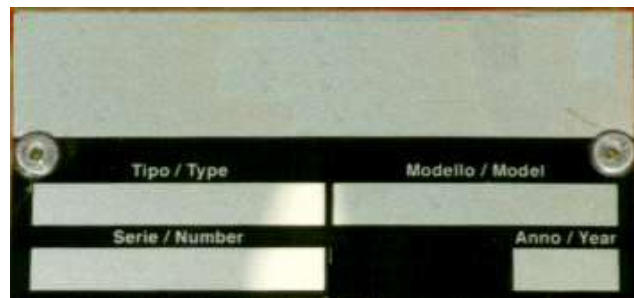 Tipo / Type Modello / Model
Serie / Number Anno / Year